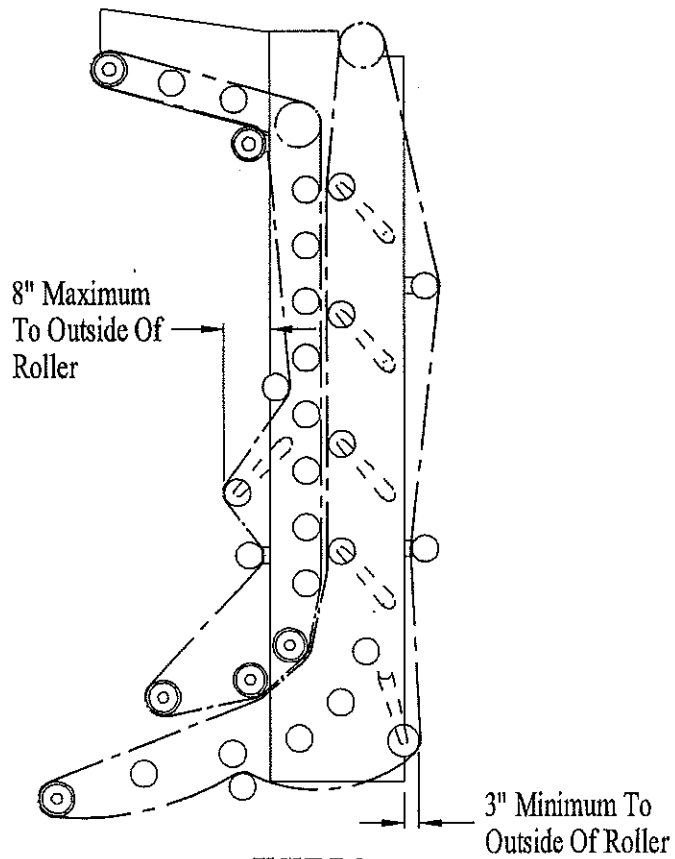 8" Maximum
To Outside Of
Roller
3" Minimum To
Outside Of Roller